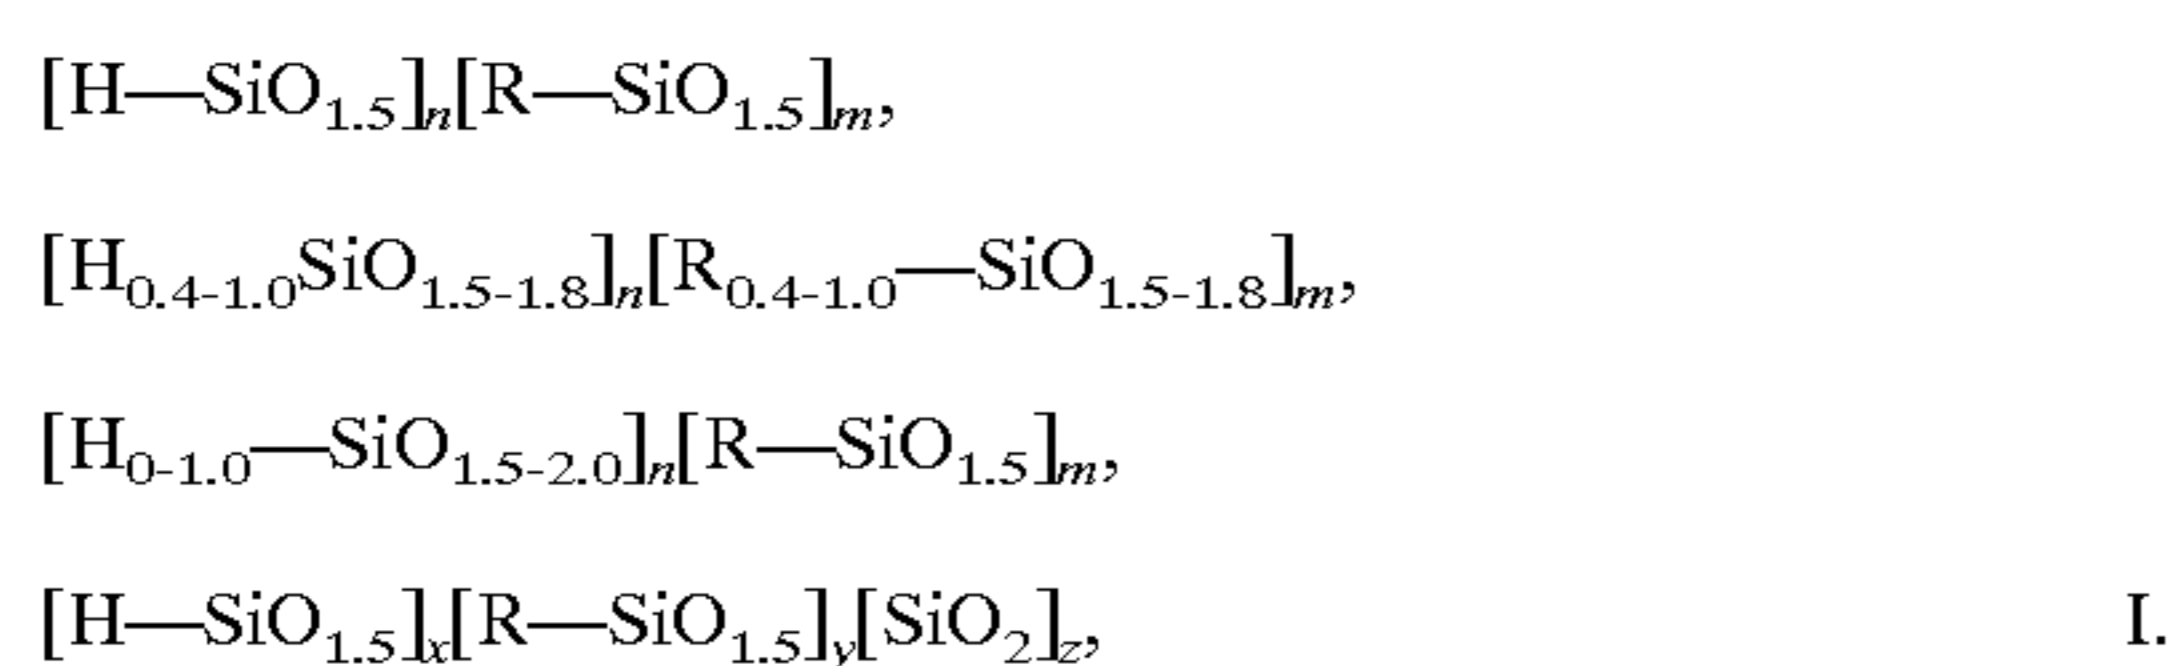 [H—SiO1.5]n[R—SiO1.5]m,
[H0.4-1.0SiO1.5-1.8]n[R0.4-1.0—SiO1.5-1.8]m,
[H0-1.0—SiO1.5-2.0]n[R—SiO1.5]m,
[H—SiO1.5]x[R—SiO1.5]y[SiO2]z, I.